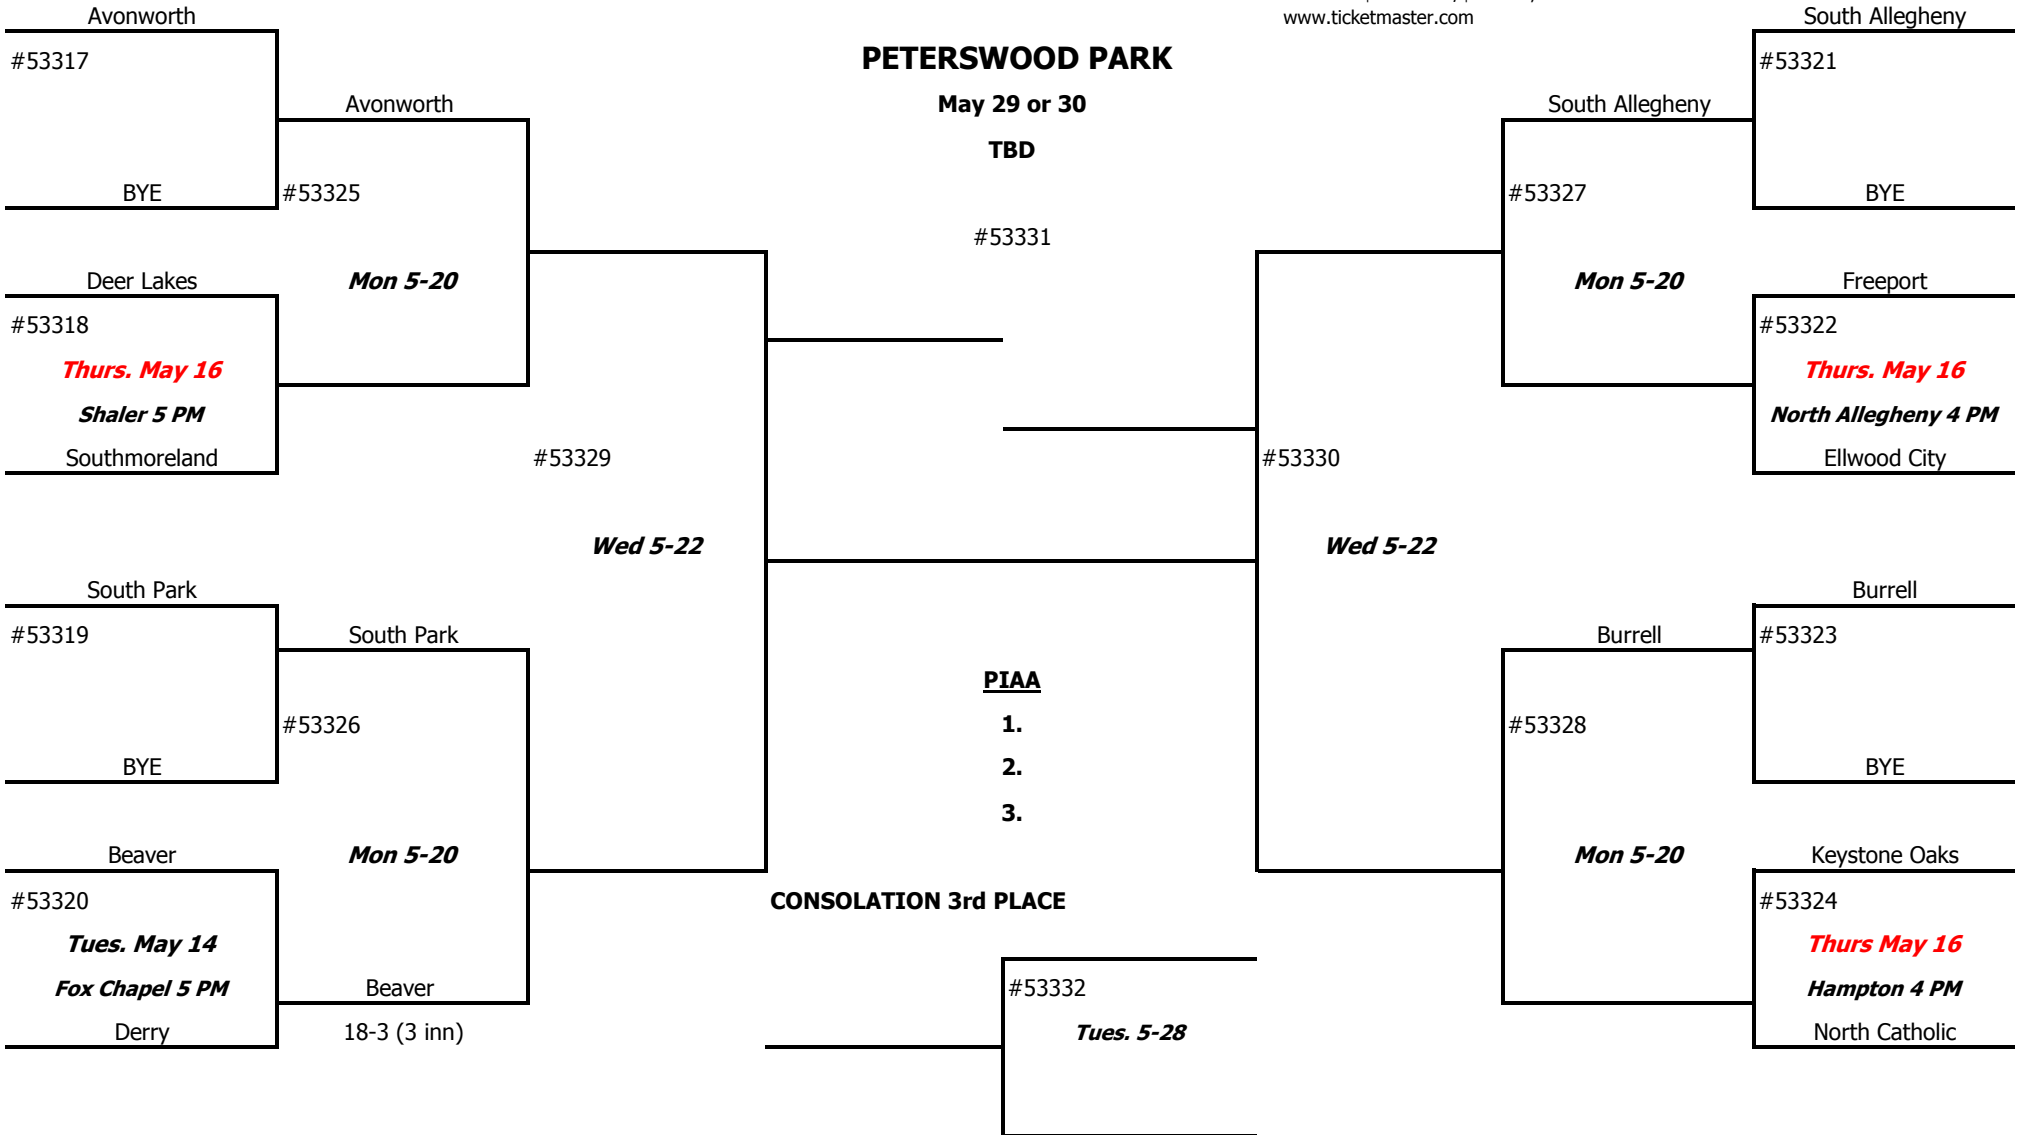 www.ticketmaster.com
Avonworth
#53317
BYE
Deer Lakes
#53318
Thurs. May 16
Shaler 5 PM
Southmoreland
South Park
#53319
BYE
Beaver
#53320
Tues. May 14
Fox Chapel 5 PM
Derry
Avonworth
#53325
Mon 5-20
South Park
#53326
Mon 5-20
Beaver
18-3 (3 inn)
#53329
Wed 5-22
PETERSWOOD PARK
May 29 or 30
TBD
#53331
PIAA
1.
2.
3.
CONSOLATION 3rd PLACE
#53332
Tues. 5-28
#53330
Wed 5-22
South Allegheny
#53327
Mon 5-20
Burrell
#53328
Mon 5-20
South Allegheny
#53321
BYE
Freeport
#53322
Thurs. May 16
North Allegheny 4 PM
Ellwood City
Burrell
#53323
BYE
Keystone Oaks
#53324
Thurs May 16
Hampton 4 PM
North Catholic